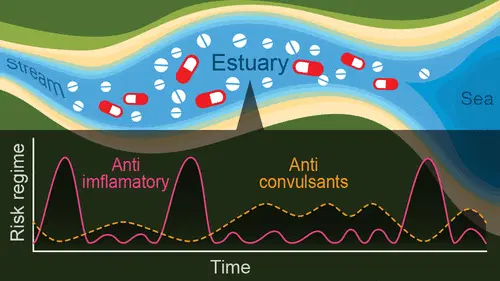 Stream
Estuary
Sea
Anti
imflamatory
Anti
convulsants
Risk regime
Time